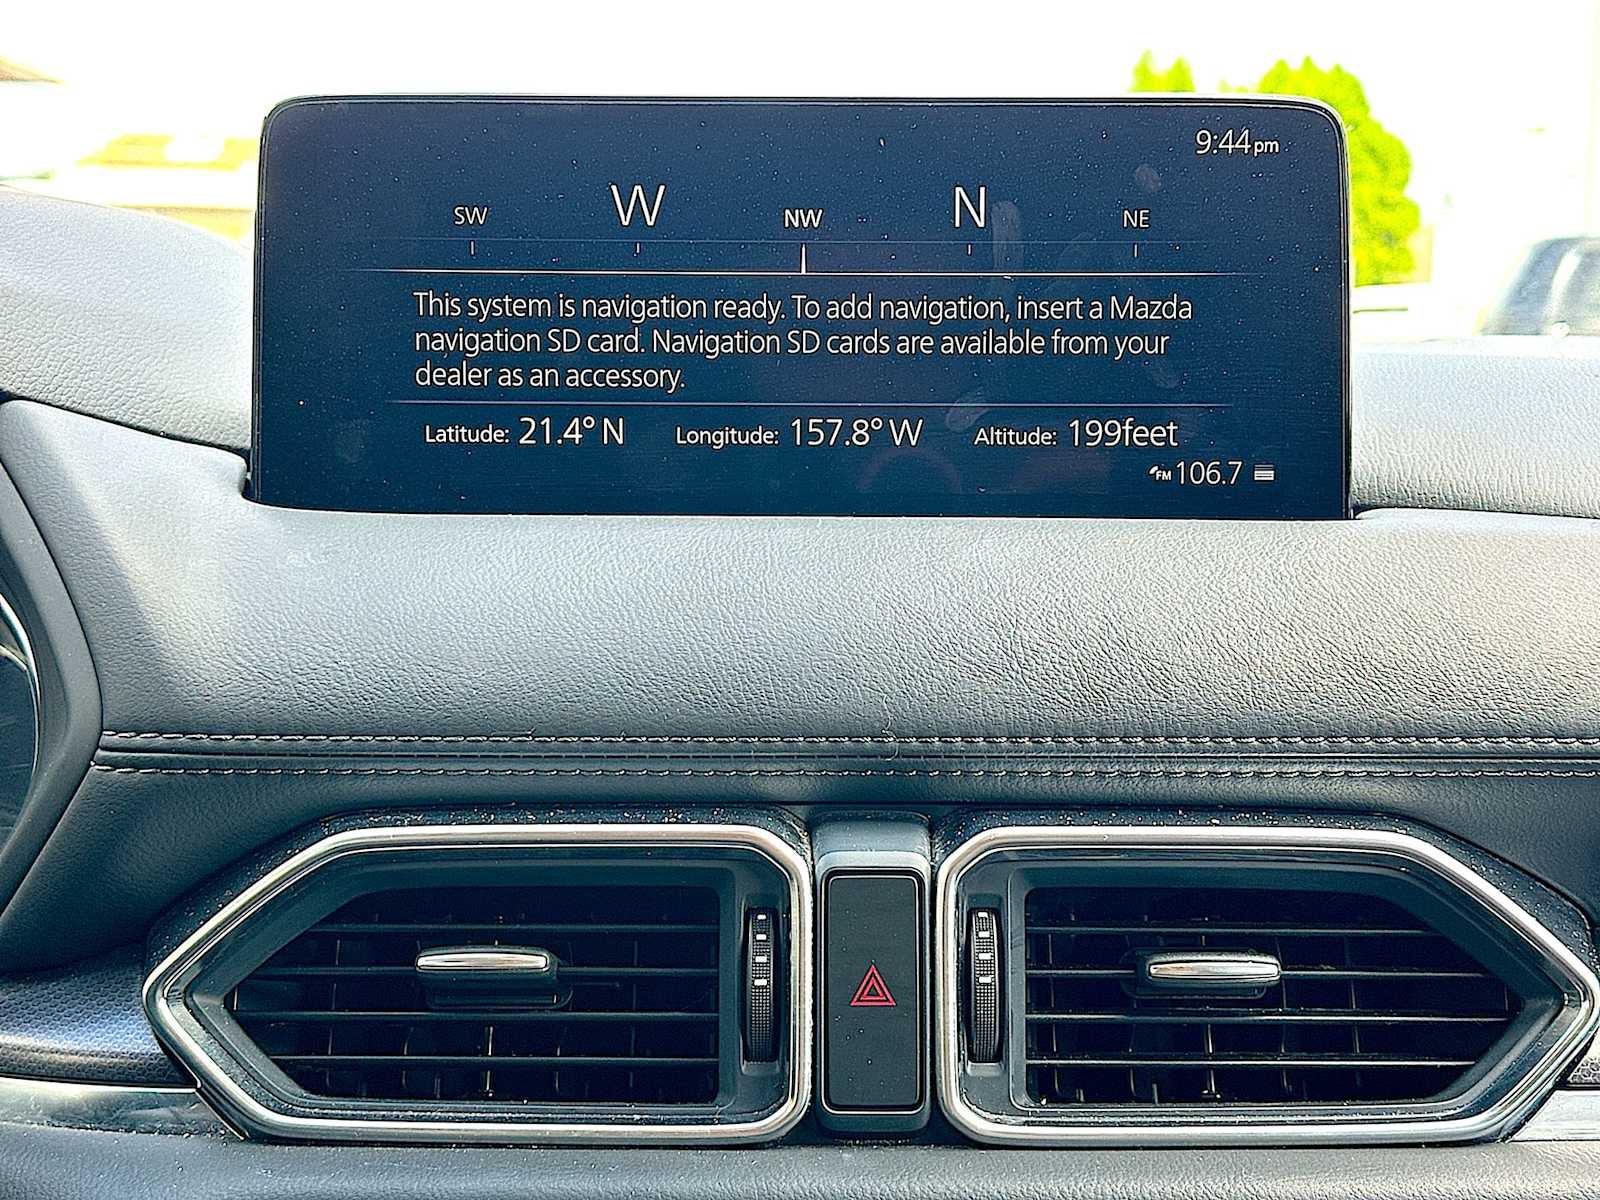 9:44pm
SW W NW N NE
This system is navigation ready. To add navigation, insert a Mazda
navigation SD card. Navigation SD cards are available from your
dealer as an accessory.
Latitude: 21.4° N Longitude: 157.8° W Altitude: 199feet
FM 106.7